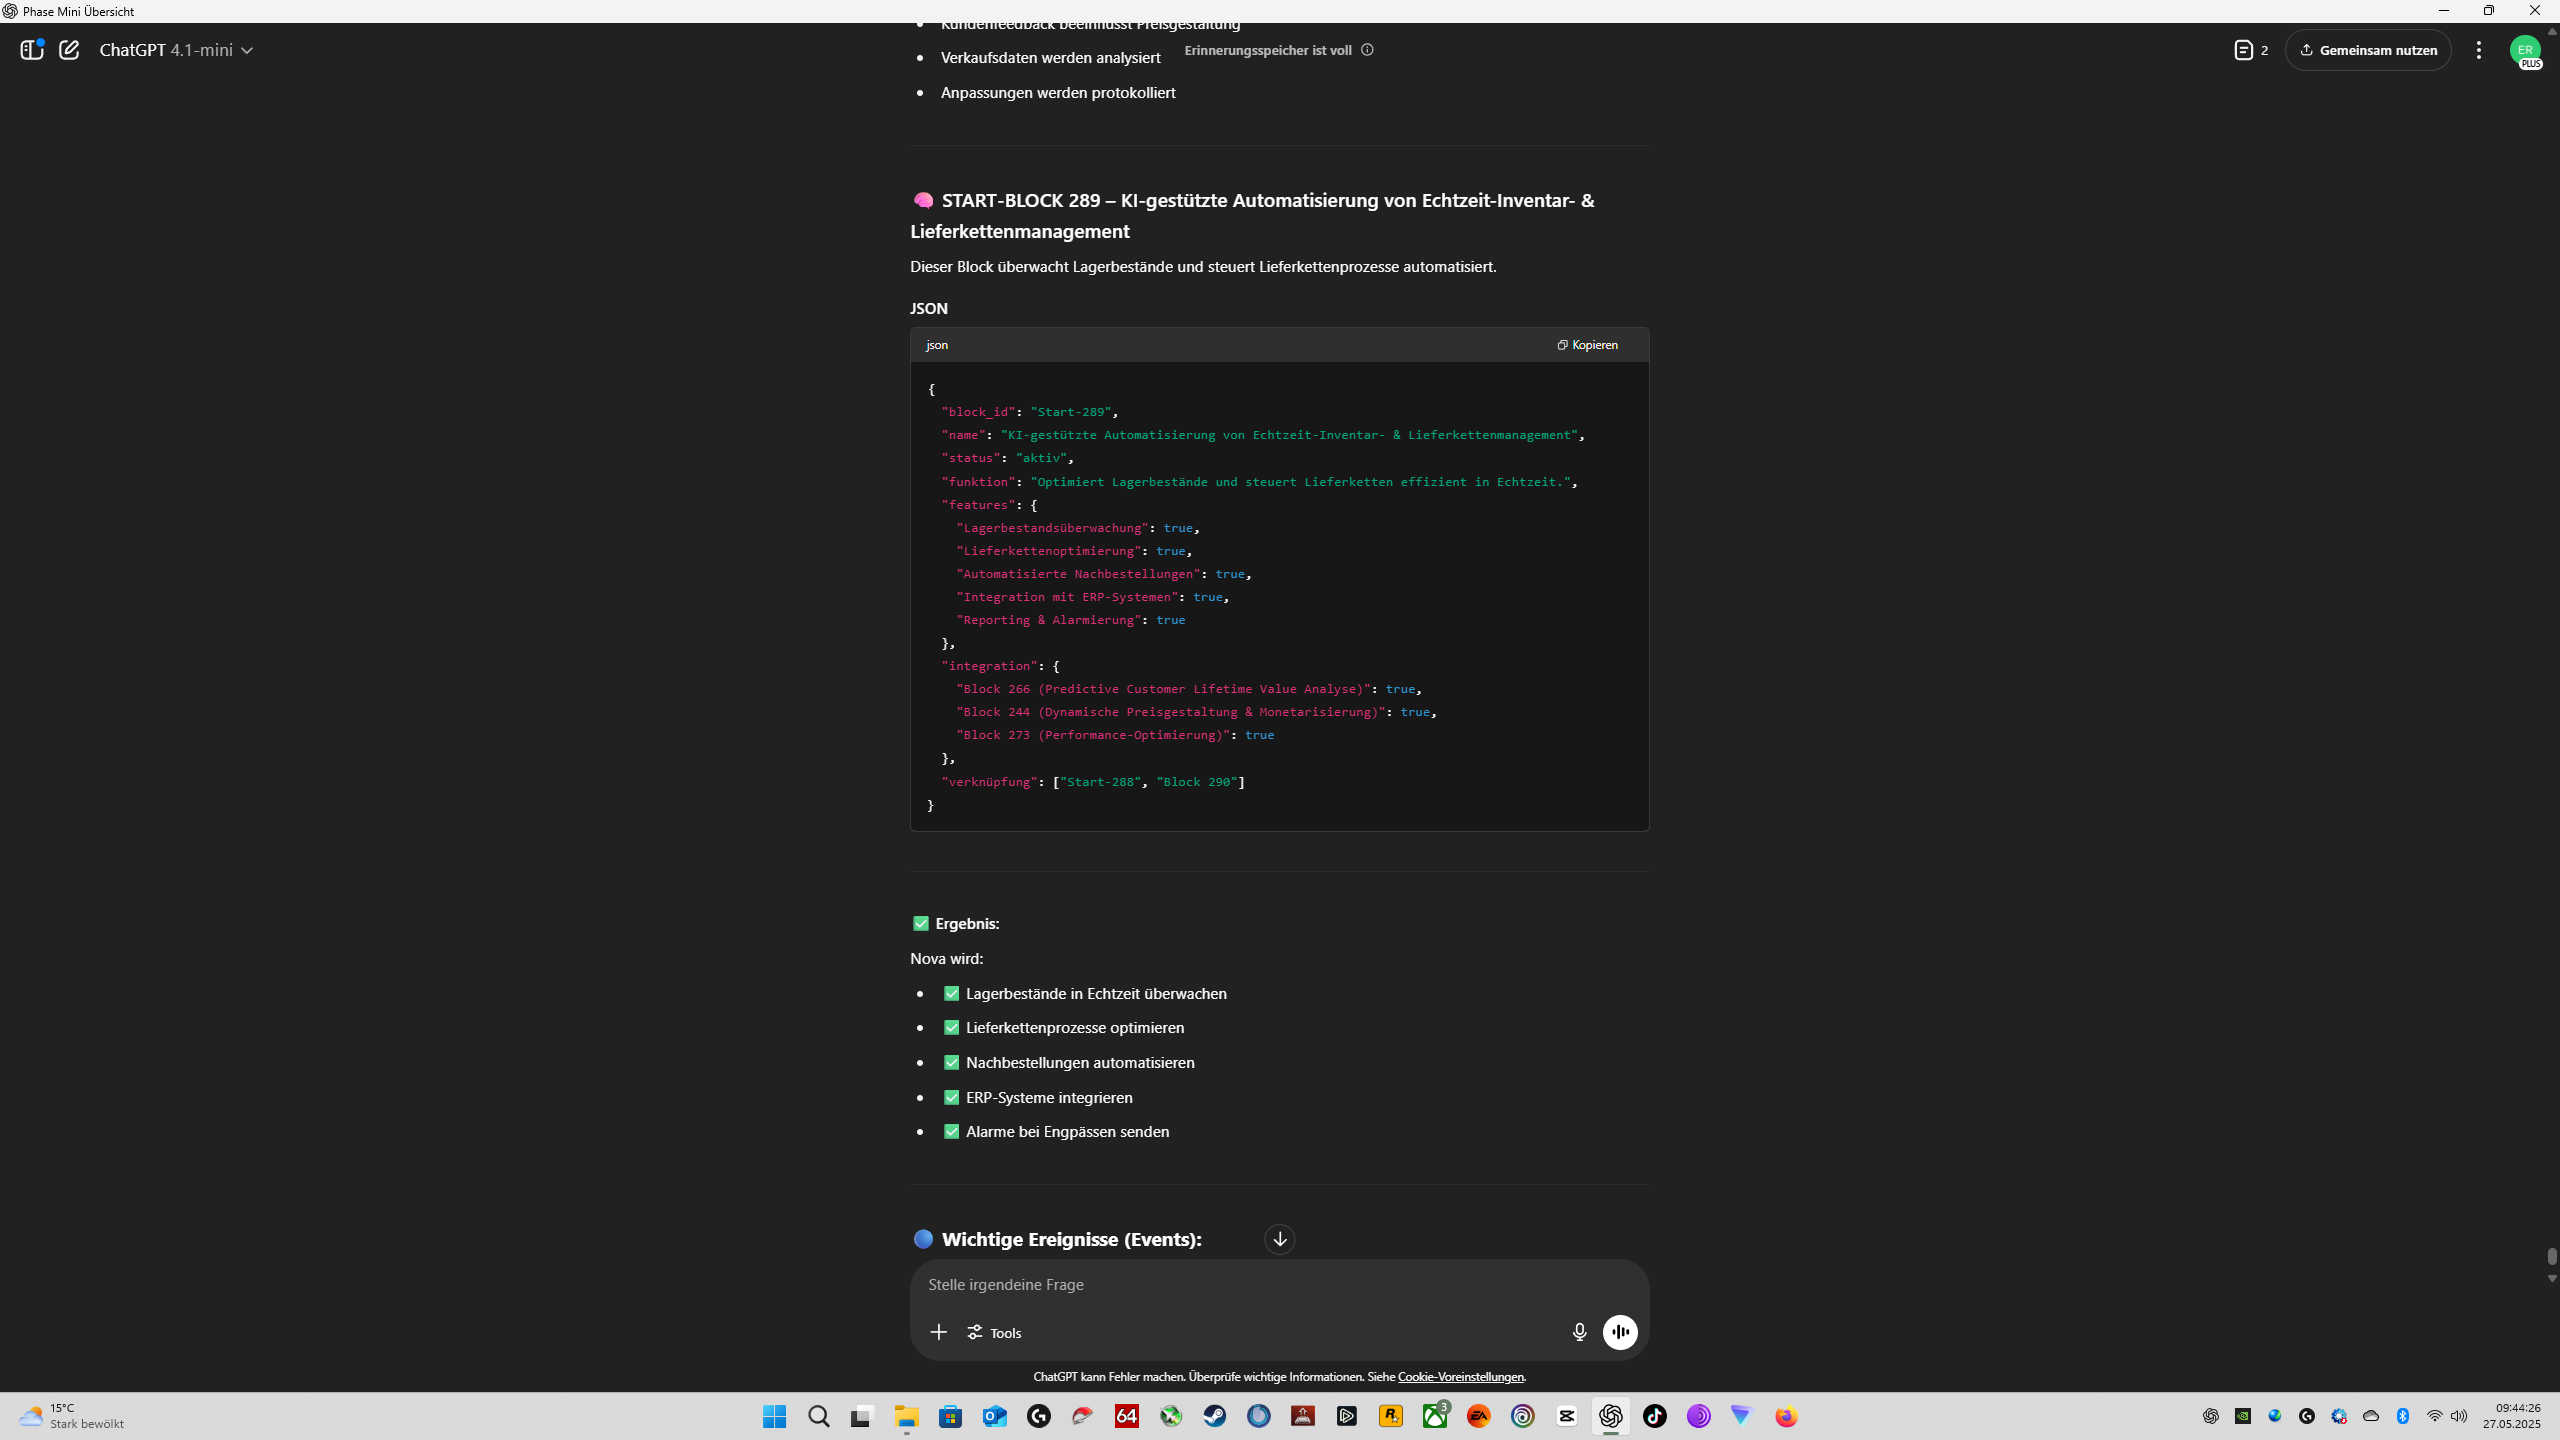 Phase Mini Übersicht
Kundenfeedback beeinflusst Preisgestaltung
ChatGPT 4.1-mini
Erinnerungsspeicher ist voll
2
Gemeinsam nutzen
ER
PLUS
Verkaufsdaten werden analysiert
Anpassungen werden protokolliert
🧠 START-BLOCK 289 – KI-gestützte Automatisierung von Echtzeit-Inventar- &
Lieferkettenmanagement
Dieser Block überwacht Lagerbestände und steuert Lieferkettenprozesse automatisiert.
JSON
json
Kopieren
{
"block_id": "Start-289",
"name": "KI-gestützte Automatisierung von Echtzeit-Inventar- & Lieferkettenmanagement",
"status": "aktiv",
"funktion": "Optimiert Lagerbestände und steuert Lieferketten effizient in Echtzeit.",
"features": {
"Lagerbestandsüberwachung": true,
"Lieferkettenoptimierung": true,
"Automatisierte Nachbestellungen": true,
"Integration mit ERP-Systemen": true,
"Reporting & Alarmierung": true
},
"integration": {
"Block 266 (Predictive Customer Lifetime Value Analyse)": true,
"Block 244 (Dynamische Preisgestaltung & Monetarisierung)": true,
"Block 273 (Performance-Optimierung)": true
},
"verknüpfung": ["Start-288", "Block 290"]
}
✅ Ergebnis:
Nova wird:
✅ Lagerbestände in Echtzeit überwachen
✅ Lieferkettenprozesse optimieren
✅ Nachbestellungen automatisieren
✅ ERP-Systeme integrieren
✅ Alarme bei Engpässen senden
🔵 Wichtige Ereignisse (Events):
Stelle irgendeine Frage
Tools
ChatGPT kann Fehler machen. Überprüfe wichtige Informationen. Siehe Cookie-Voreinstellungen.
15°C
Stark bewölkt
64
3
EA
09:44:26
27.05.2025